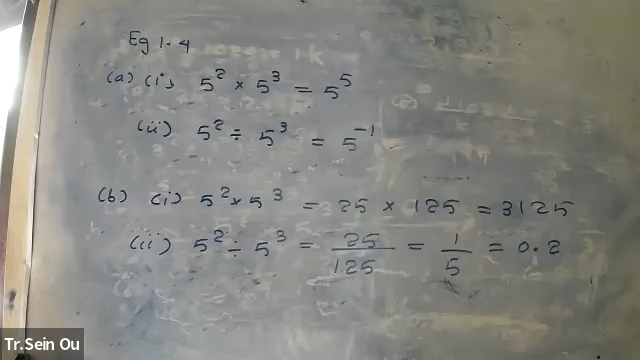 Eg 1.4
(a) (i) 5² × 5³ = 5⁵
(ii) 5² ÷ 5³ = 5⁻¹
(b) (i) 5² × 5³ = 25 × 125 = 3125
(ii) 5² ÷ 5³ = 25/125 = 1/5 = 0.2
Tr.Sein Ou